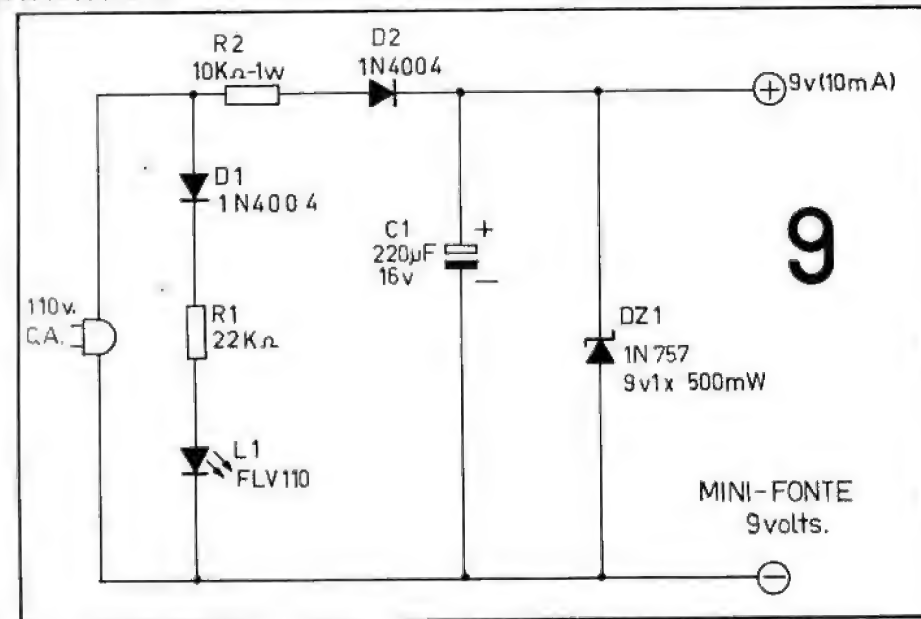 R2
10KΩ-1w
D2
1N4004
+ 9v(10mA)
D1
1N4004
C1
220µF
16v
+
-
9
110v.
C.A.
R1
22KΩ
DZ1
1N757
9v1x 500mW
L1
FLV110
MINI-FONTE
9volts.
-